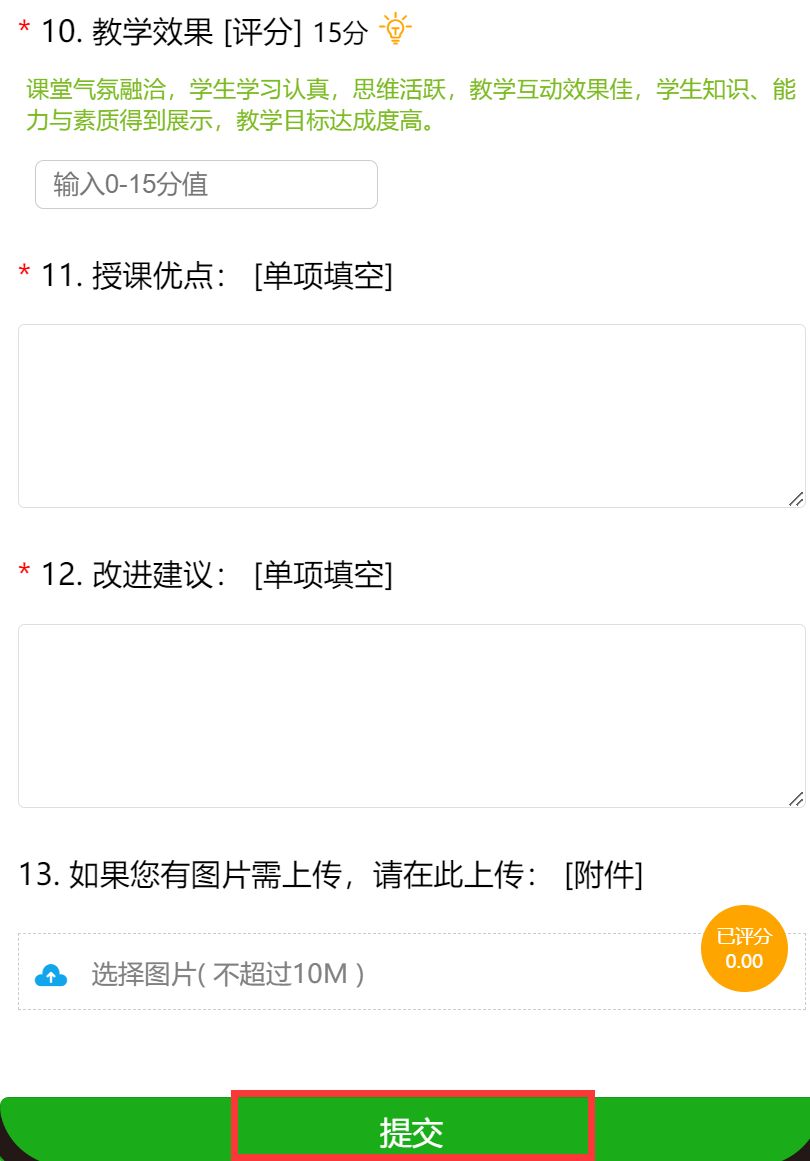 * 10. 教学效果 [评分] 15分
课堂气氛融洽，学生学习认真，思维活跃，教学互动效果佳，学生知识、能
力与素质得到展示，教学目标达成度高。
输入0-15分值
* 11. 授课优点： [单项填空]
* 12. 改进建议： [单项填空]
13. 如果您有图片需上传，请在此上传： [附件]
已评分
0.00
选择图片( 不超过10M )
提交